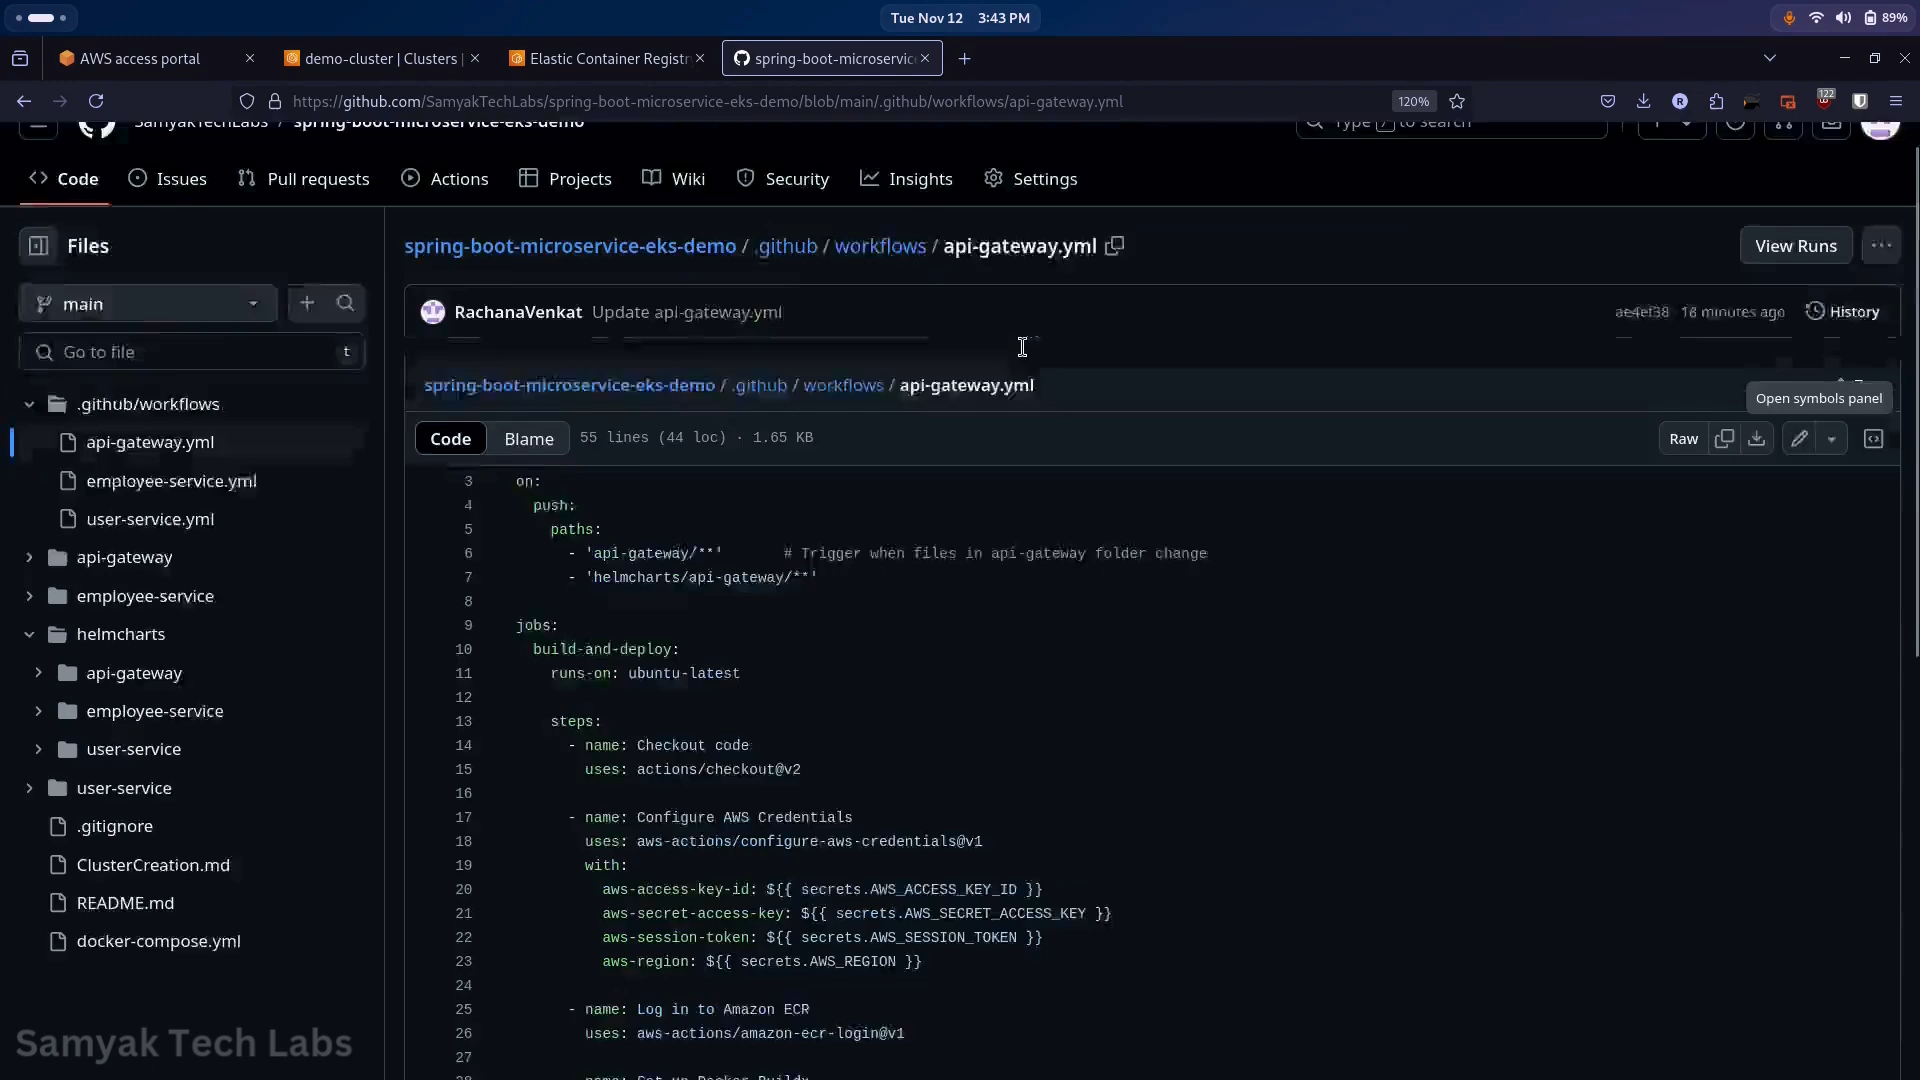 Tue Nov 12 3:43 PM
89%
AWS access portal
demo-cluster | Clusters |
Elastic Container Registr
spring-boot-microservic
https://github.com/SamyakTechLabs/spring-boot-microservice-eks-demo/blob/main/.github/workflows/api-gateway.yml
120%
122
SamyakTechLabs / spring-boot-microservice-eks-demo
Type / to search
Code
Issues
Pull requests
Actions
Projects
Wiki
Security
Insights
Settings
Files
spring-boot-microservice-eks-demo / .github / workflows / api-gateway.yml
View Runs
main
RachanaVenkat Update api-gateway.yml
minutes ago
History
Go to file
t
spring-boot-microservice-eks-demo / .github / workflows / api-gateway.yml
Open symbols panel
.github/workflows
Code
Blame
55 lines (44 loc) · 1.65 KB
Raw
api-gateway.yml
employee-service.yml
user-service.yml
api-gateway
employee-service
helmcharts
api-gateway
employee-service
user-service
user-service
.gitignore
ClusterCreation.md
README.md
docker-compose.yml
3 on:
4 push:
5 paths:
6 - 'api-gateway/**' # Trigger when files in api-gateway folder change
7 - 'helmcharts/api-gateway/**'
8
9 jobs:
10 build-and-deploy:
11 runs-on: ubuntu-latest
12
13 steps:
14 - name: Checkout code
15 uses: actions/checkout@v2
16
17 - name: Configure AWS Credentials
18 uses: aws-actions/configure-aws-credentials@v1
19 with:
20 aws-access-key-id: ${{ secrets.AWS_ACCESS_KEY_ID }}
21 aws-secret-access-key: ${{ secrets.AWS_SECRET_ACCESS_KEY }}
22 aws-session-token: ${{ secrets.AWS_SESSION_TOKEN }}
23 aws-region: ${{ secrets.AWS_REGION }}
24
25 - name: Log in to Amazon ECR
26 uses: aws-actions/amazon-ecr-login@v1
27
Samyak Tech Labs